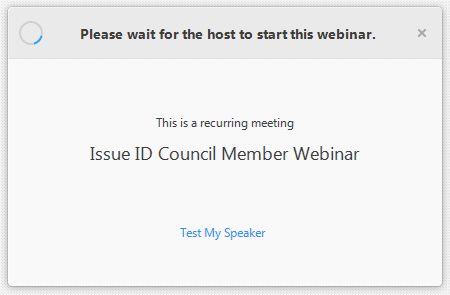 Please wait for the host to start this webinar.
This is a recurring meeting
Issue ID Council Member Webinar
Test My Speaker